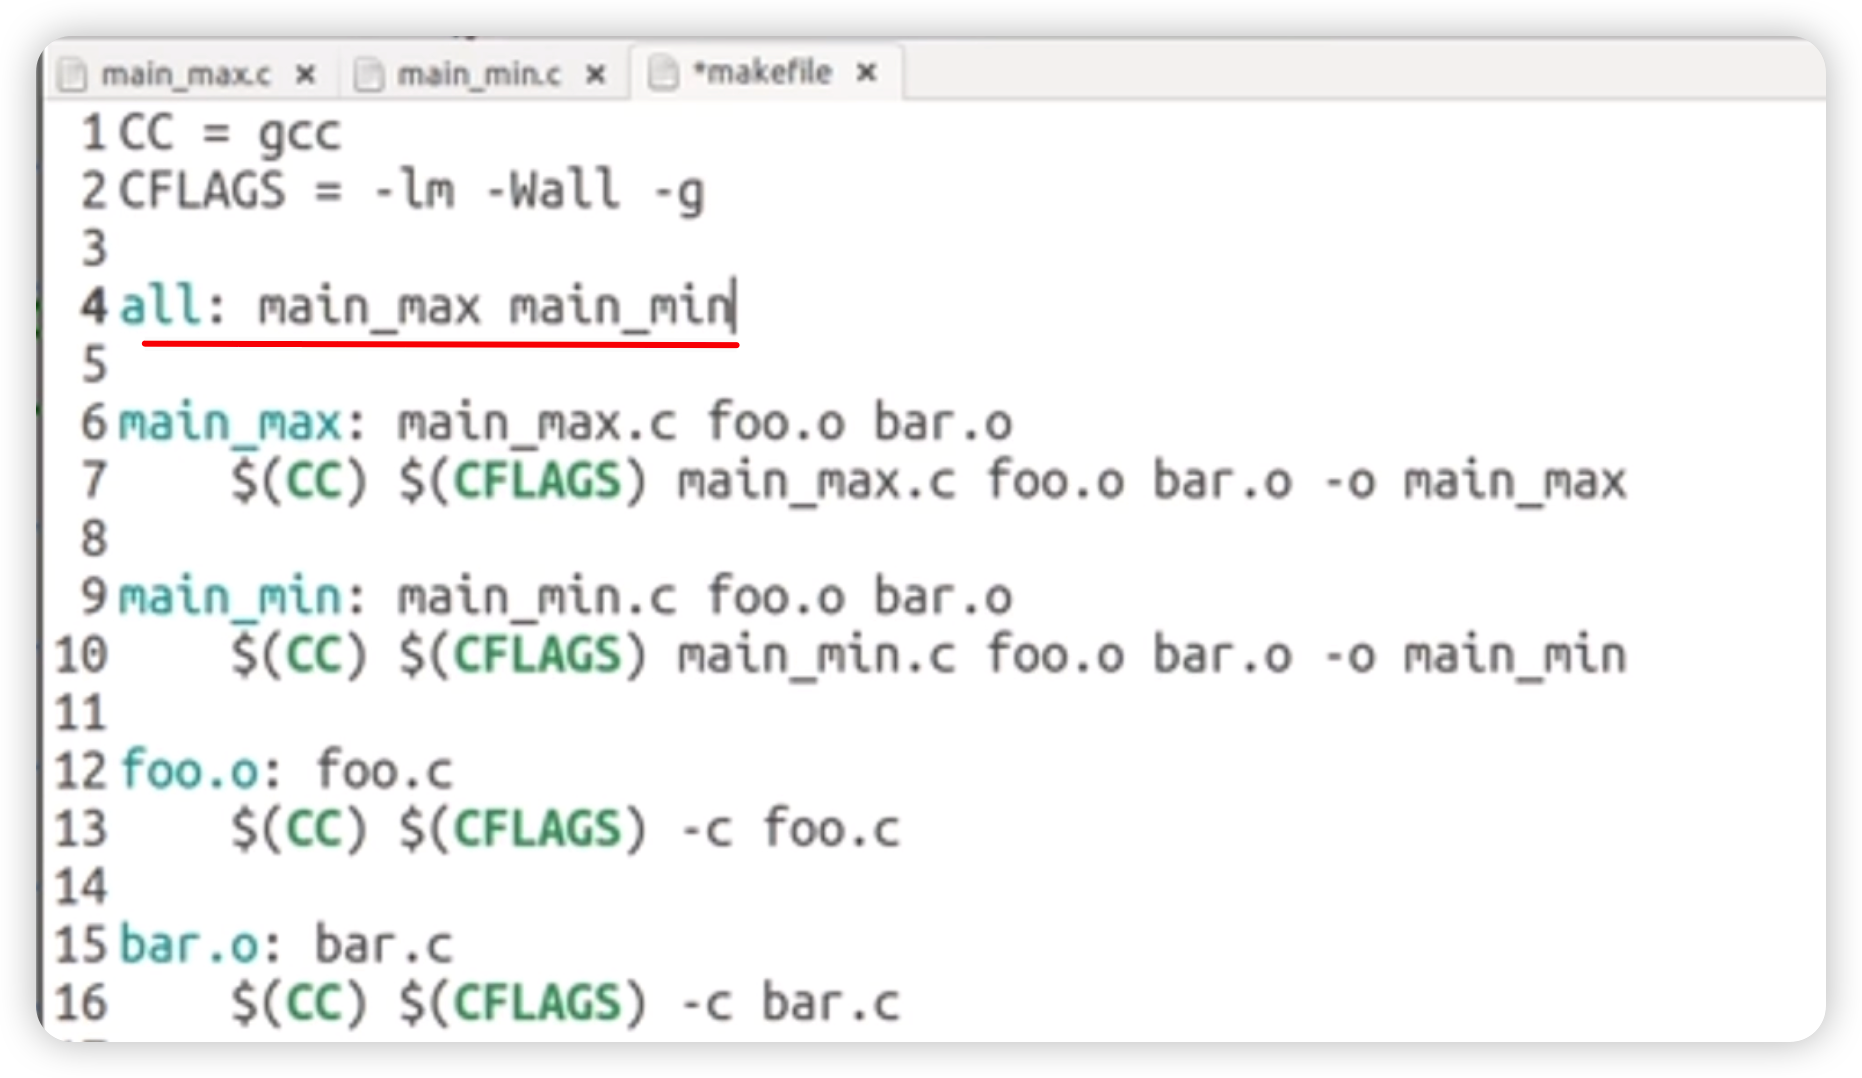 main_max.c × main_min.c × *makefile ×
1 CC = gcc
2 CFLAGS = -lm -Wall -g
3
4 all: main_max main_min
5
6 main_max: main_max.c foo.o bar.o
7 $(CC) $(CFLAGS) main_max.c foo.o bar.o -o main_max
8
9 main_min: main_min.c foo.o bar.o
10 $(CC) $(CFLAGS) main_min.c foo.o bar.o -o main_min
11
12 foo.o: foo.c
13 $(CC) $(CFLAGS) -c foo.c
14
15 bar.o: bar.c
16 $(CC) $(CFLAGS) -c bar.c